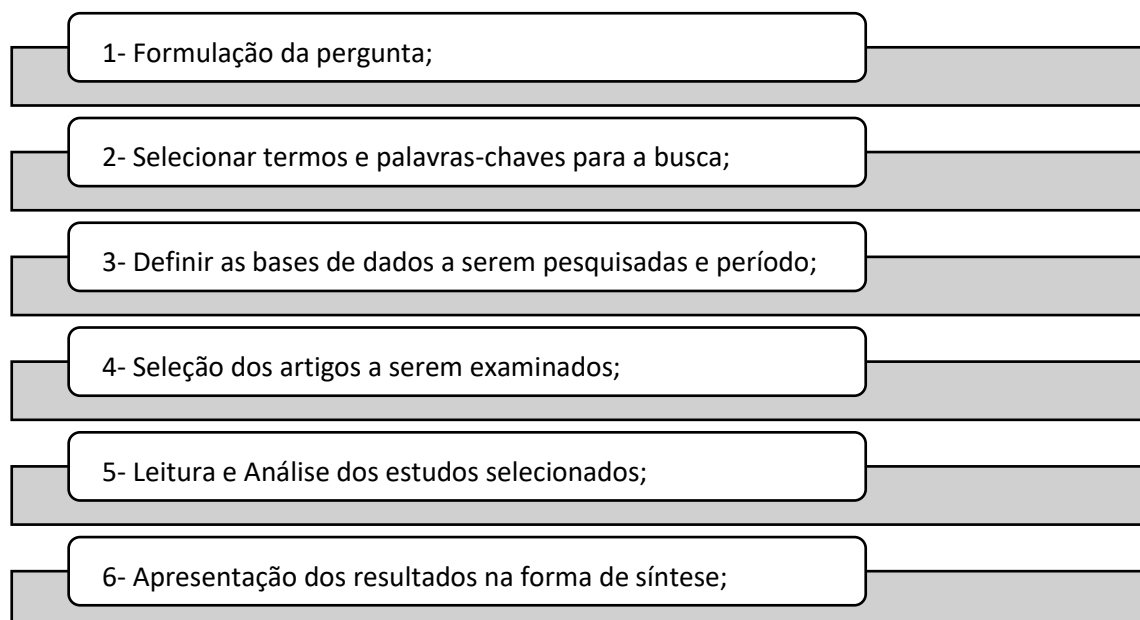 1- Formulação da pergunta;
2- Selecionar termos e palavras-chaves para a busca;
3- Definir as bases de dados a serem pesquisadas e período;
4- Seleção dos artigos a serem examinados;
5- Leitura e Análise dos estudos selecionados;
6- Apresentação dos resultados na forma de síntese;